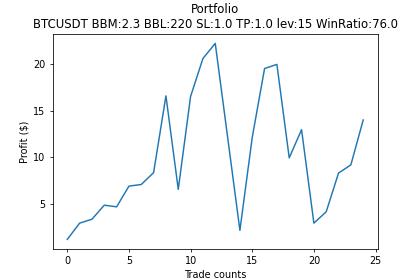 Portfolio
BTCUSDT BBM:2.3 BBL:220 SL:1.0 TP:1.0 lev:15 WinRatio:76.0
20
15
10
5
Profit ($)
0 5 10 15 20 25
Trade counts